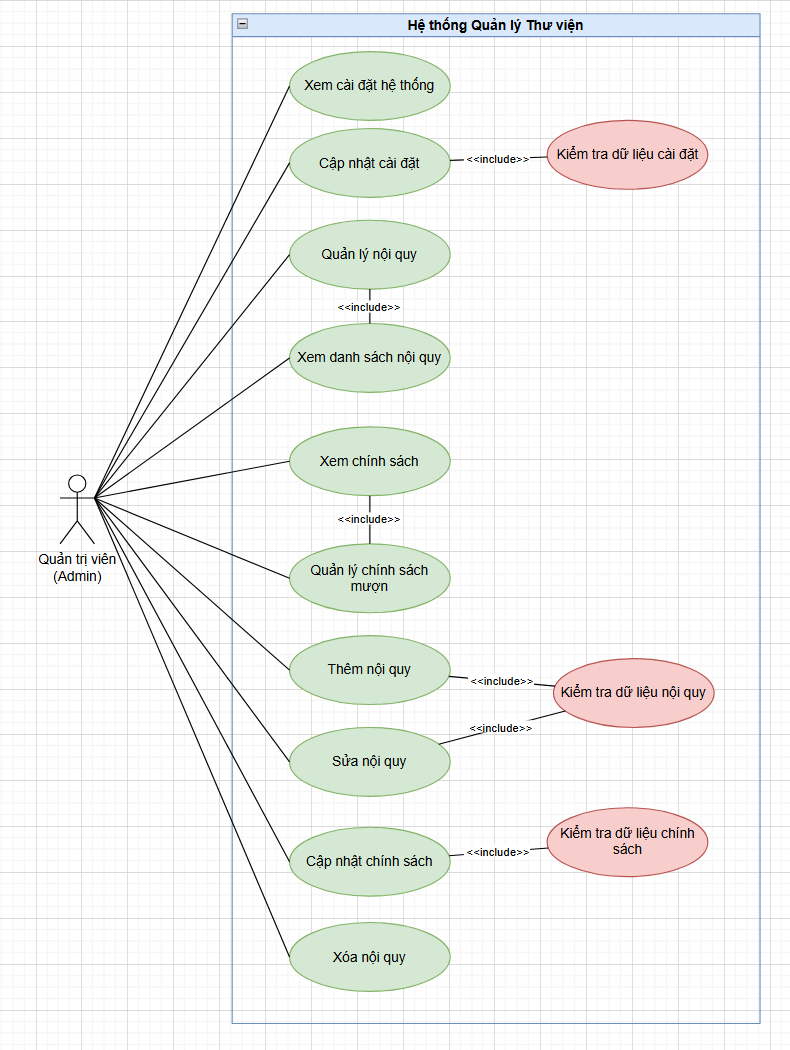 Hệ thống Quản lý Thư viện
Xem cài đặt hệ thống
Cập nhật cài đặt
<<include>>
Kiểm tra dữ liệu cài đặt
Quản lý nội quy
<<include>>
Xem danh sách nội quy
Xem chính sách
<<include>>
Quản lý chính sách
mượn
Quản trị viên
(Admin)
Thêm nội quy
<<include>>
Kiểm tra dữ liệu nội quy
<<include>>
Sửa nội quy
Cập nhật chính sách
<<include>>
Kiểm tra dữ liệu chính
sách
Xóa nội quy